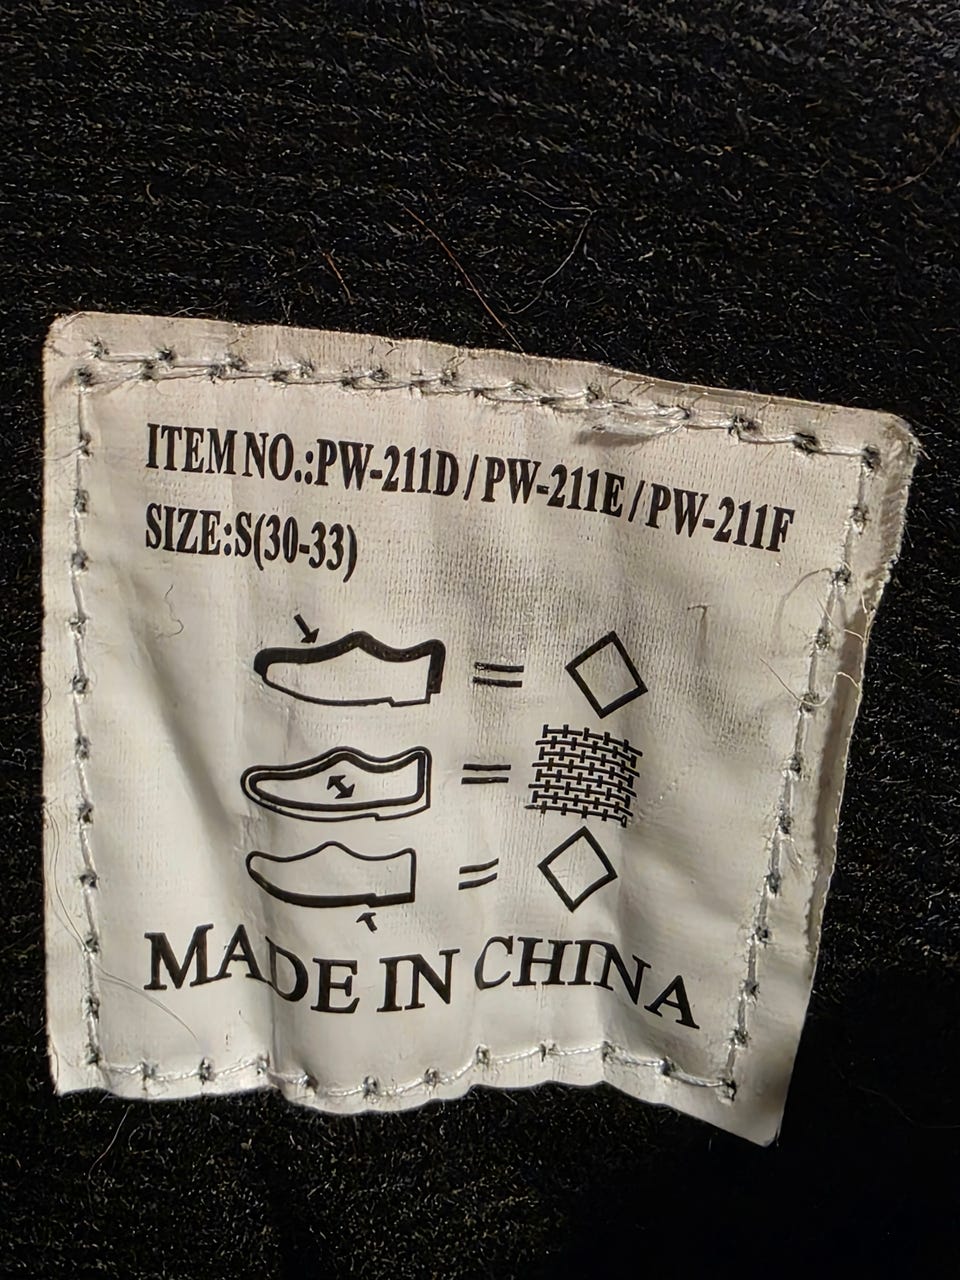 ITEM NO.:PW-211D / PW-211E / PW-211F
SIZE:S(30-33)
MADE IN CHINA